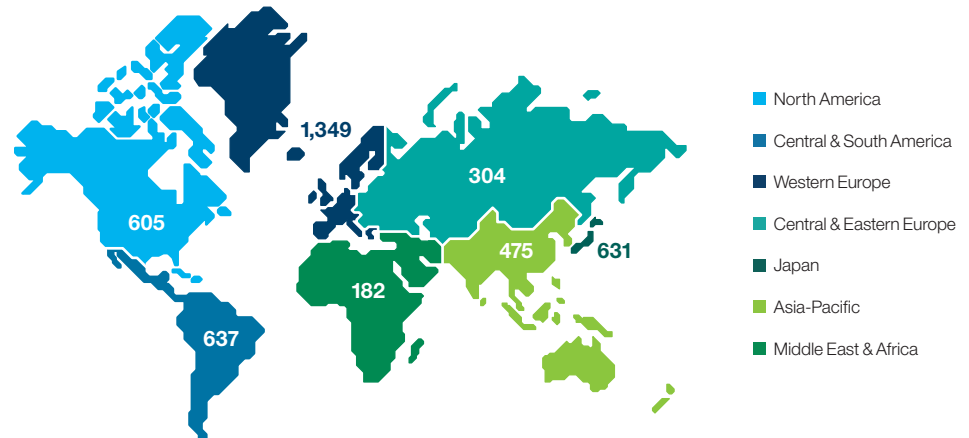 1,349
304
605
475
631
182
637
North America
Central & South America
Western Europe
Central & Eastern Europe
Japan
Asia-Pacific
Middle East & Africa